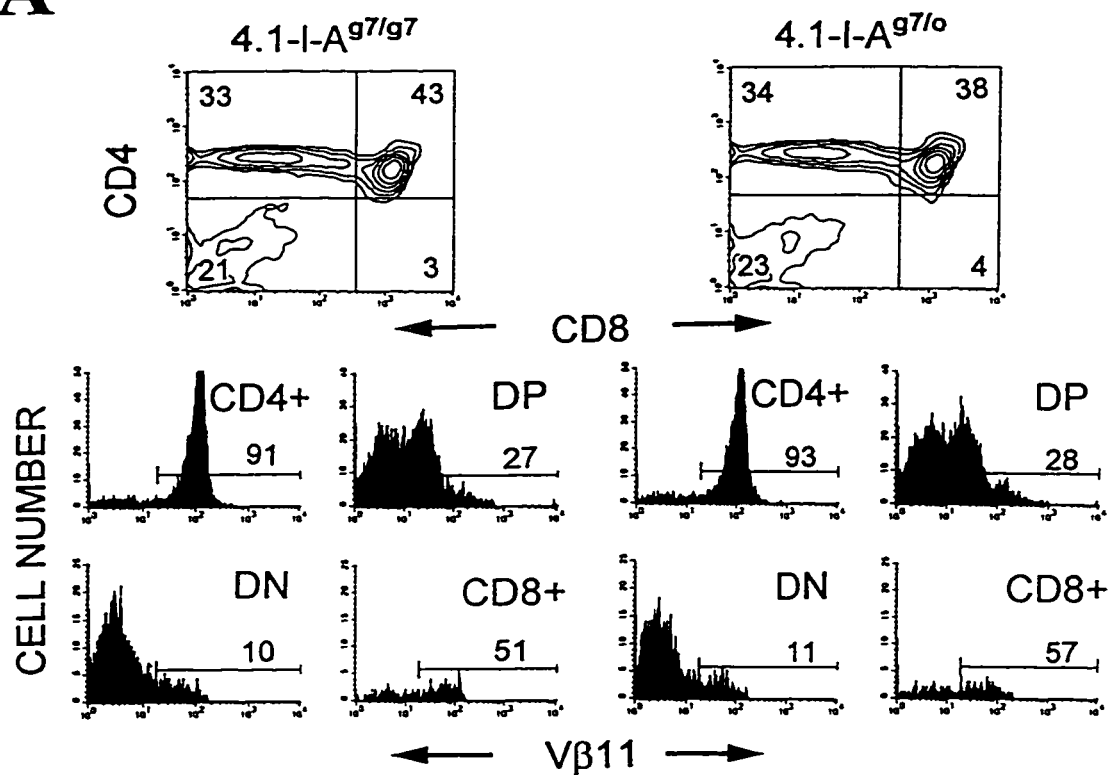 A
4.1-I-A^g7/g7
4.1-I-A^g7/o
33 43
34 38
CD4
21 3
23 4
CD8
CELL NUMBER
CD4+ DP CD4+ DP
91 27 93 28
DN CD8+ DN CD8+
10 51 11 57
Vβ11